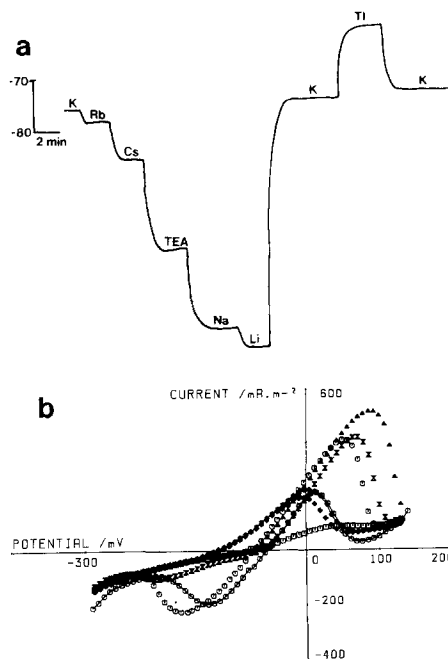 a
Tl
-70
K
K
K
Rb
-80
2 min
Cs
TEA
Na
Li
b
CURRENT /mA.m-²
600
POTENTIAL /mV
-300
0
100
200
-200
-400